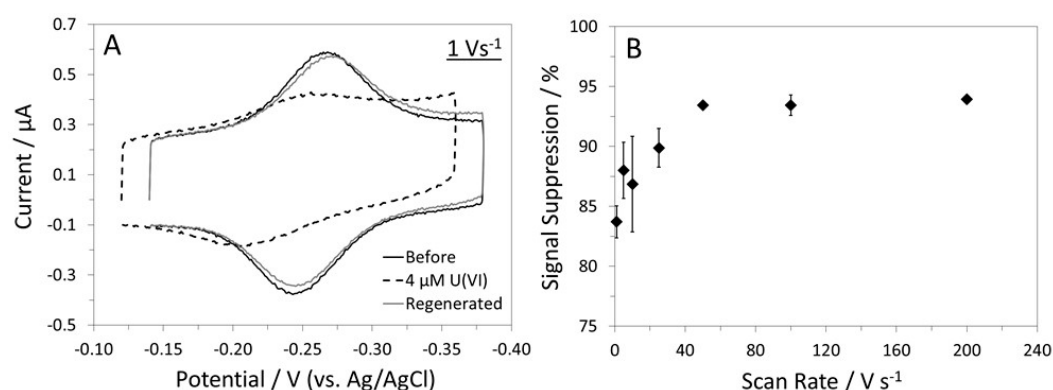 A
1 Vs-1
0.7
0.5
0.3
0.1
-0.1
-0.3
-0.5
Current / μA
Before
4 μM U(VI)
Regenerated
-0.10 -0.15 -0.20 -0.25 -0.30 -0.35 -0.40
Potential / V (vs. Ag/AgCl)
B
100
95
90
85
80
75
Signal Suppression / %
0 40 80 120 160 200 240
Scan Rate / V s-1